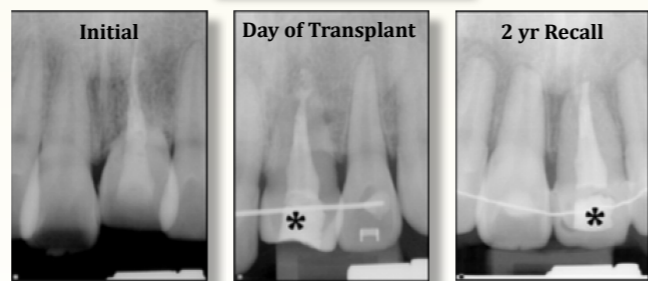 Initial
Day of Transplant
2 yr Recall
*
*